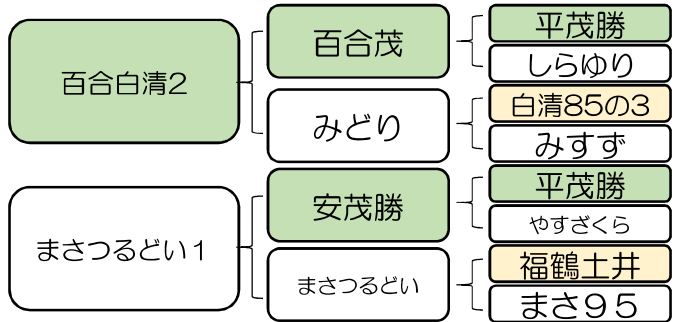 百合白清2
百合茂
平茂勝
しらゆり
みどり
白清85の3
みすず
まさつるどい1
安茂勝
平茂勝
やすざくら
まさつるどい
福鶴土井
まさ95